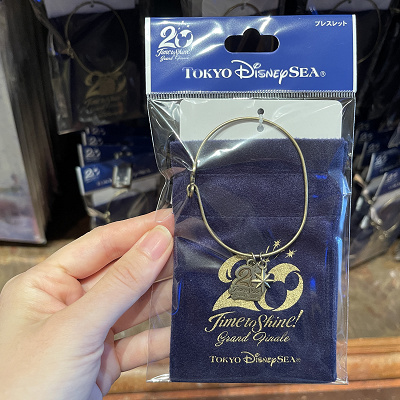 20
Time to Shine!
Grand Finale
ブレスレット
TOKYO DISNEYSEA®
20
Time to Shine!
Grand Finale
TOKYO DISNEYSEA®